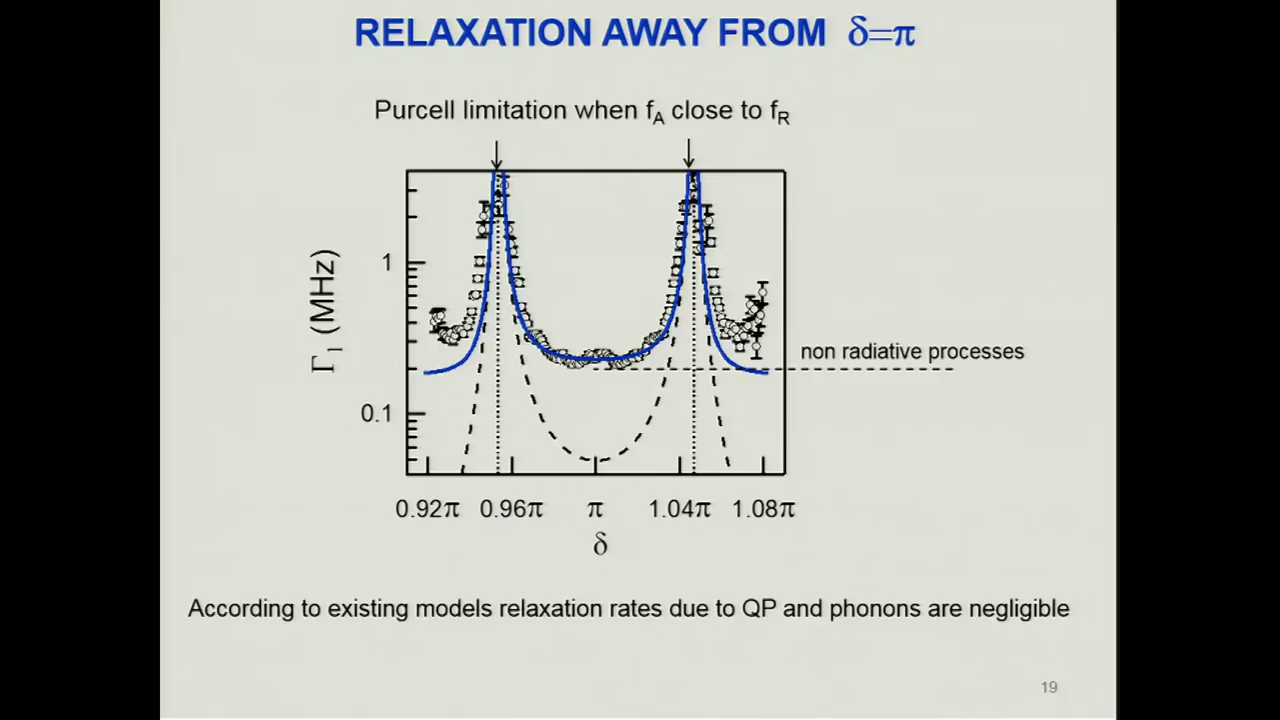 RELAXATION AWAY FROM δ=π
Purcell limitation when fA close to fR
Γ1 (MHz)
1
0.1
non radiative processes
0.92π 0.96π π 1.04π 1.08π
δ
According to existing models relaxation rates due to QP and phonons are negligible
19